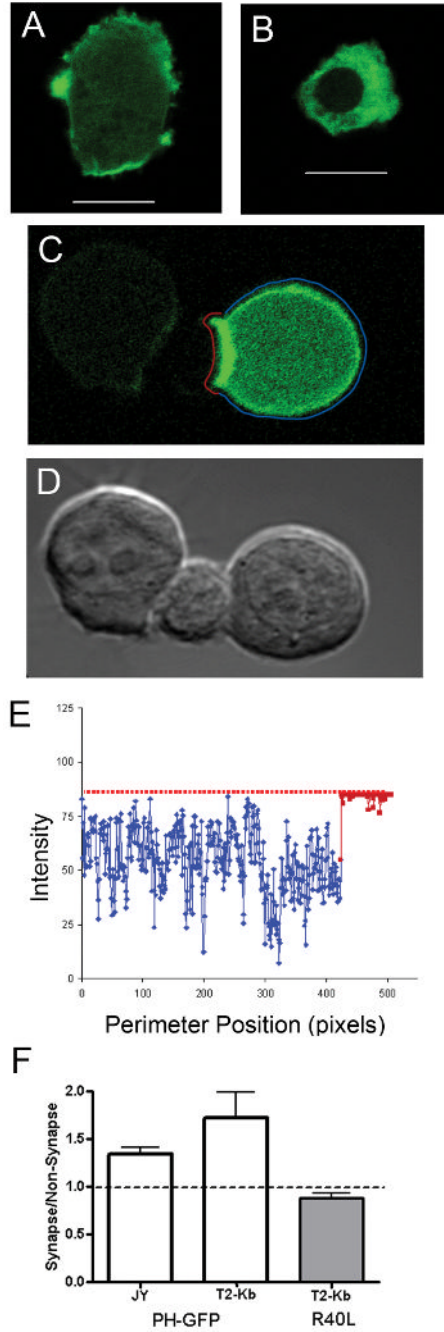 A
B
C
D
E
125
100
75
50
25
0
Intensity
0 100 200 300 400 500
Perimeter Position (pixels)
F
2.0
1.5
1.0
0.5
0.0
Synapse/Non-Synapse
JY T2-Kb T2-Kb
PH-GFP R40L